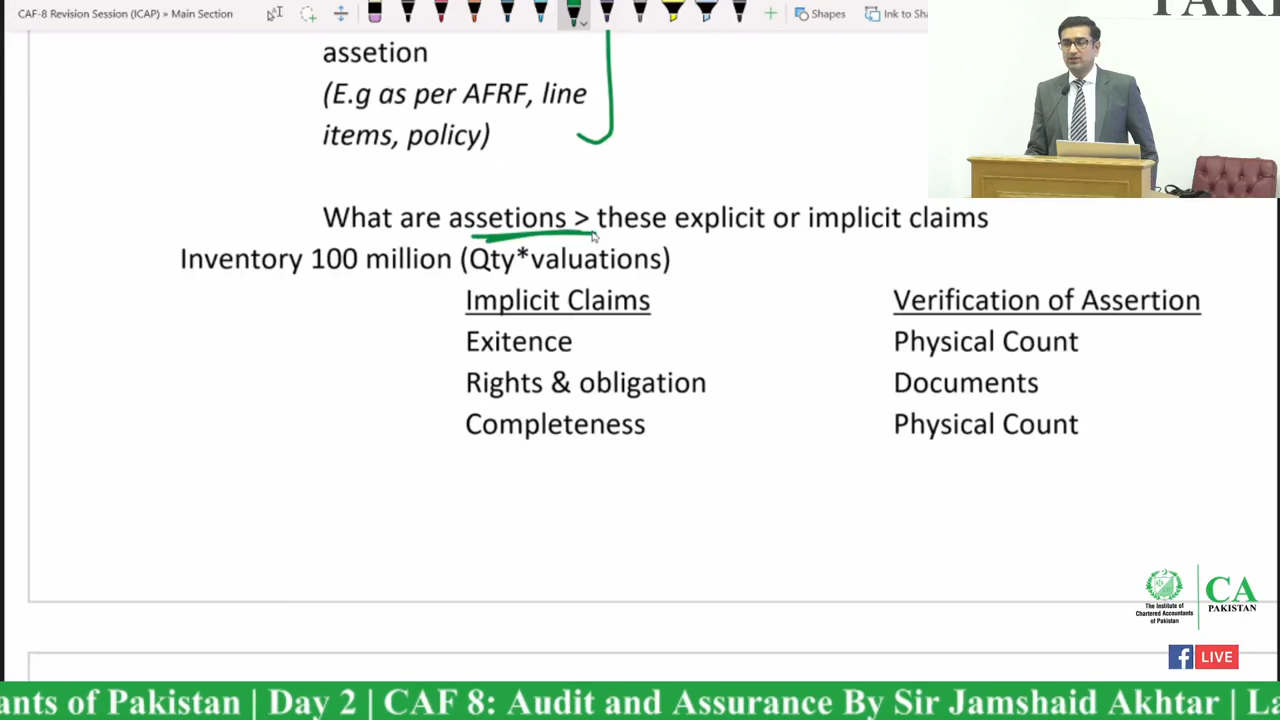 CAF-8 Revision Session (ICAP) » Main Section
Shapes
Ink to Sha
assetion
(E.g as per AFRF, line
items, policy)
What are assetions > these explicit or implicit claims
Inventory 100 million (Qty*valuations)
Implicit Claims Verification of Assertion
Exitence Physical Count
Rights & obligation Documents
Completeness Physical Count
The Institute of
Chartered Accountants
of Pakistan
CA
PAKISTAN
f LIVE
ants of Pakistan | Day 2 | CAF 8: Audit and Assurance By Sir Jamshaid Akhtar | La